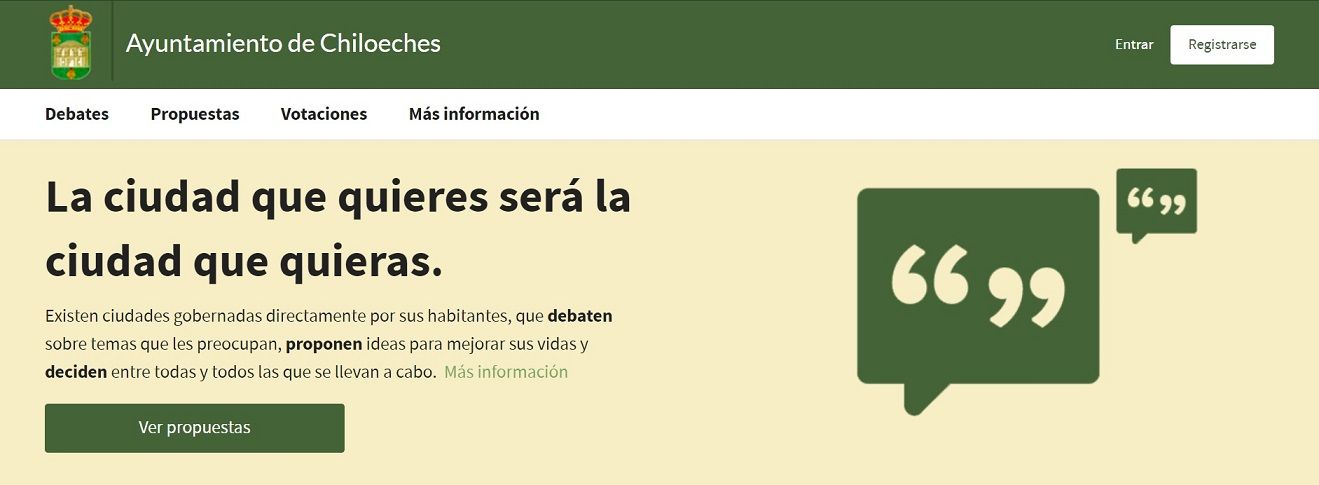 Ayuntamiento de Chiloeches
Entrar
Registrarse
Debates
Propuestas
Votaciones
Más información
La ciudad que quieres será la
ciudad que quieras.
Existen ciudades gobernadas directamente por sus habitantes, que debaten
sobre temas que les preocupan, proponen ideas para mejorar sus vidas y
deciden entre todas y todos las que se llevan a cabo. Más información
Ver propuestas